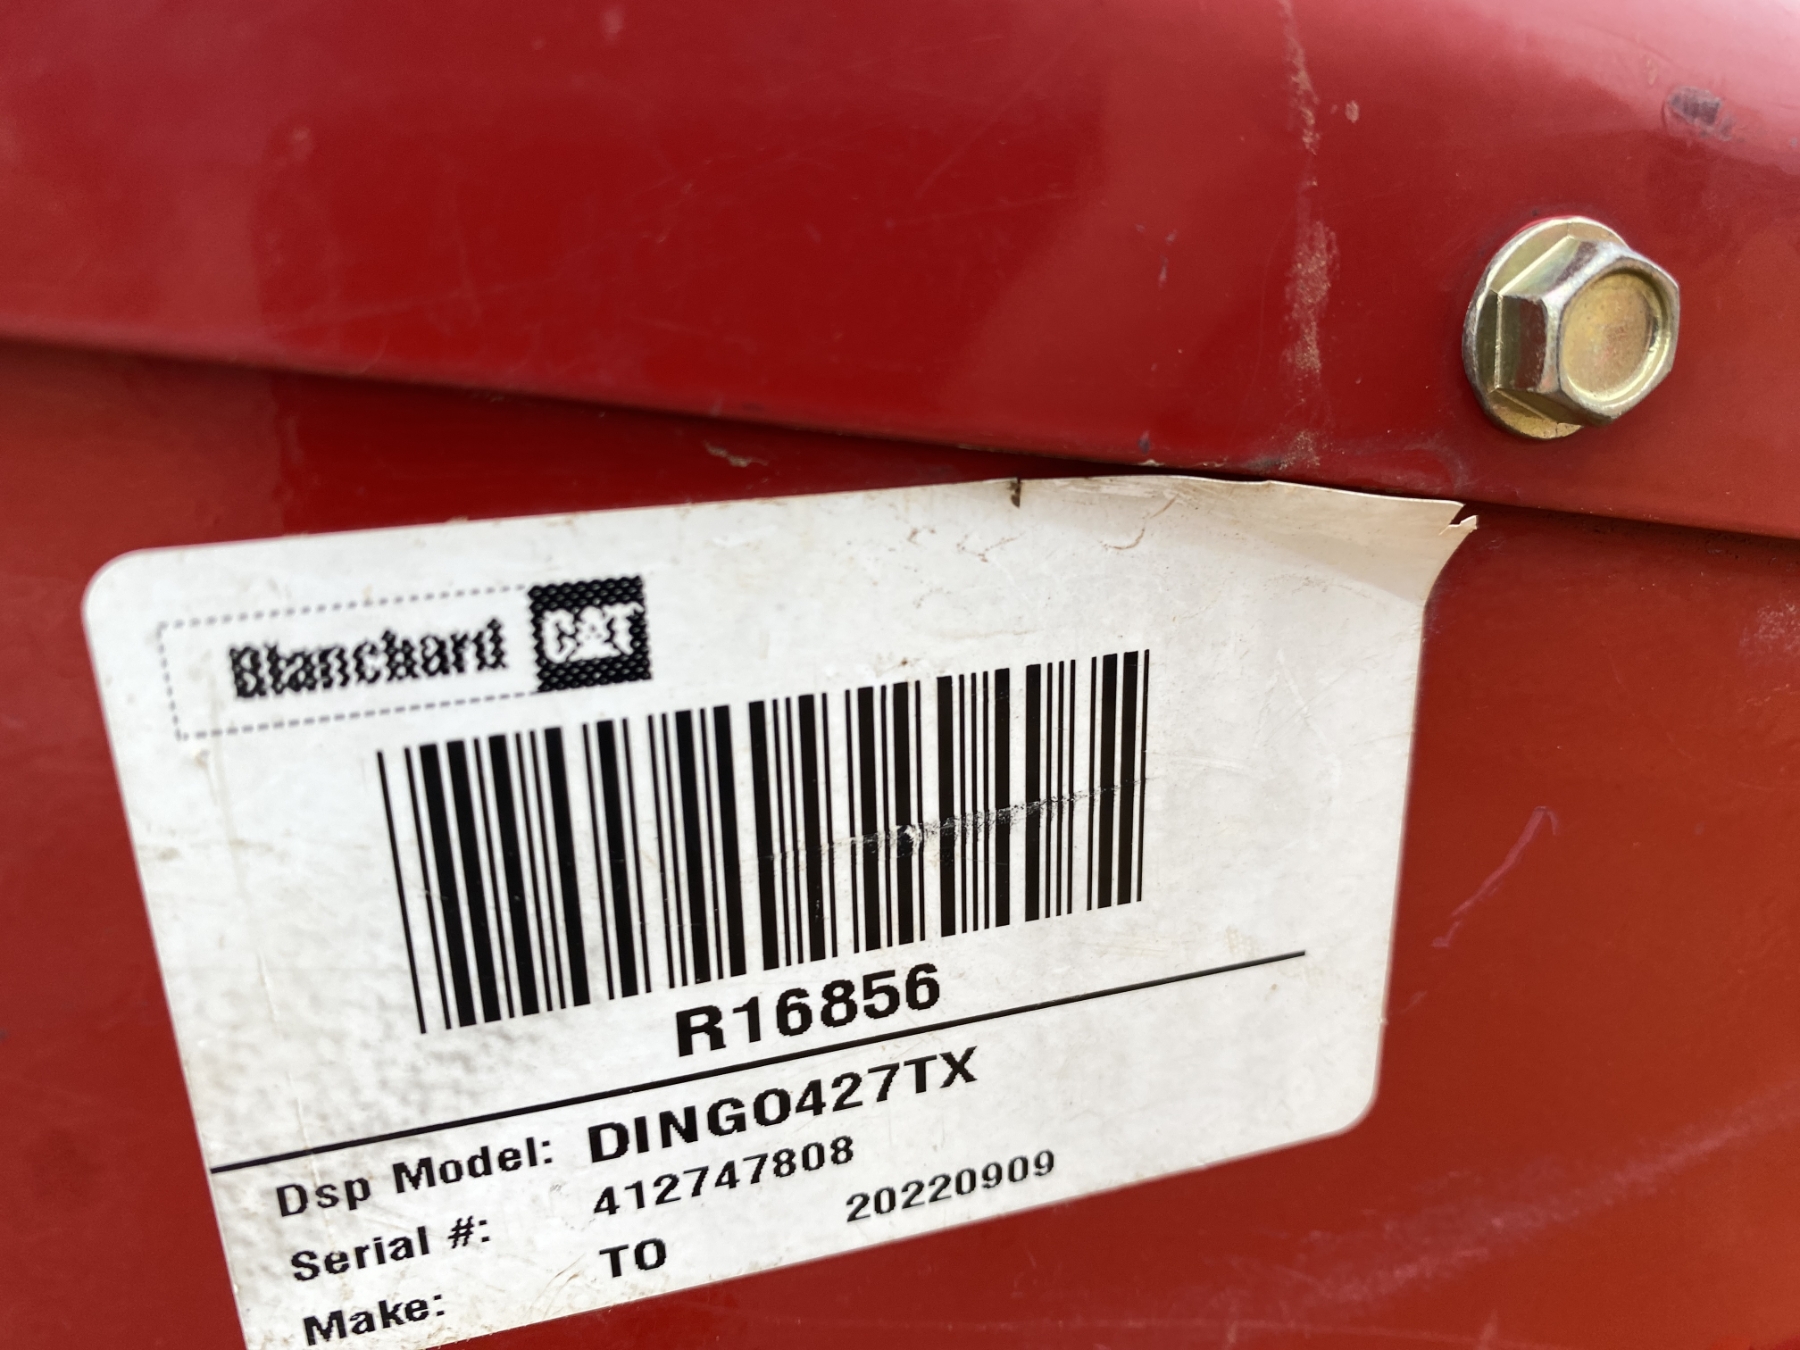 Blanchard CAT
R16856
Dsp Model: DINGO427TX
Serial #: 412747808
Make: TO 20220909